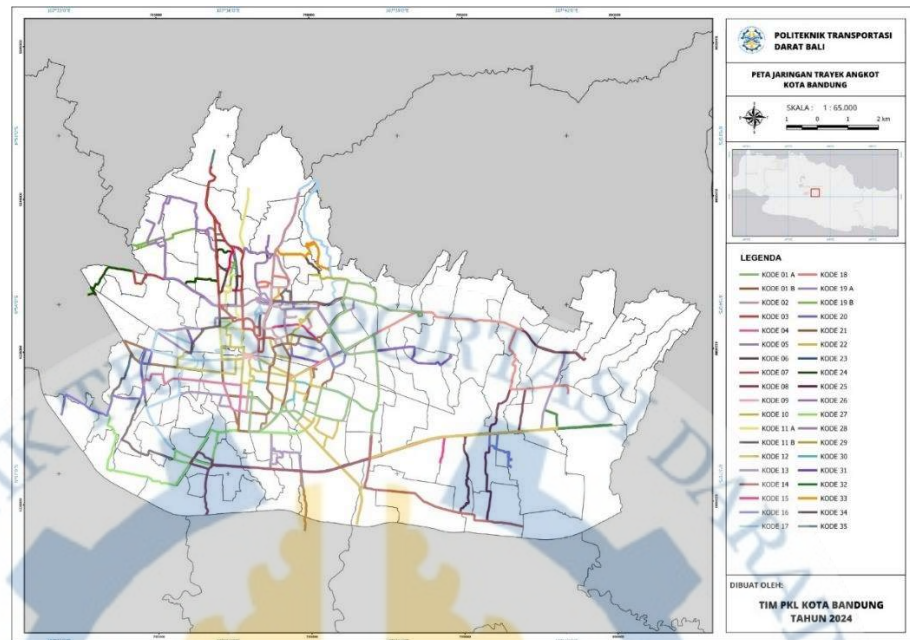 POLITEKNIK TRANSPORTASI
DARAT BALI
PETA JARINGAN TRAYEK ANGKOT
KOTA BANDUNG
SKALA : 1 : 65.000
1 0 1 2 km
LEGENDA
KODE 01 A
KODE 01 B
KODE 02
KODE 03
KODE 04
KODE 05
KODE 06
KODE 07
KODE 08
KODE 09
KODE 10
KODE 11 A
KODE 11 B
KODE 12
KODE 13
KODE 14
KODE 15
KODE 16
KODE 17
KODE 18
KODE 19 A
KODE 19 B
KODE 20
KODE 21
KODE 22
KODE 23
KODE 24
KODE 25
KODE 26
KODE 27
KODE 28
KODE 29
KODE 30
KODE 31
KODE 32
KODE 33
KODE 34
KODE 35
DIBUAT OLEH:
TIM PKL KOTA BANDUNG
TAHUN 2024
IK TRANSPORTASI DARAT